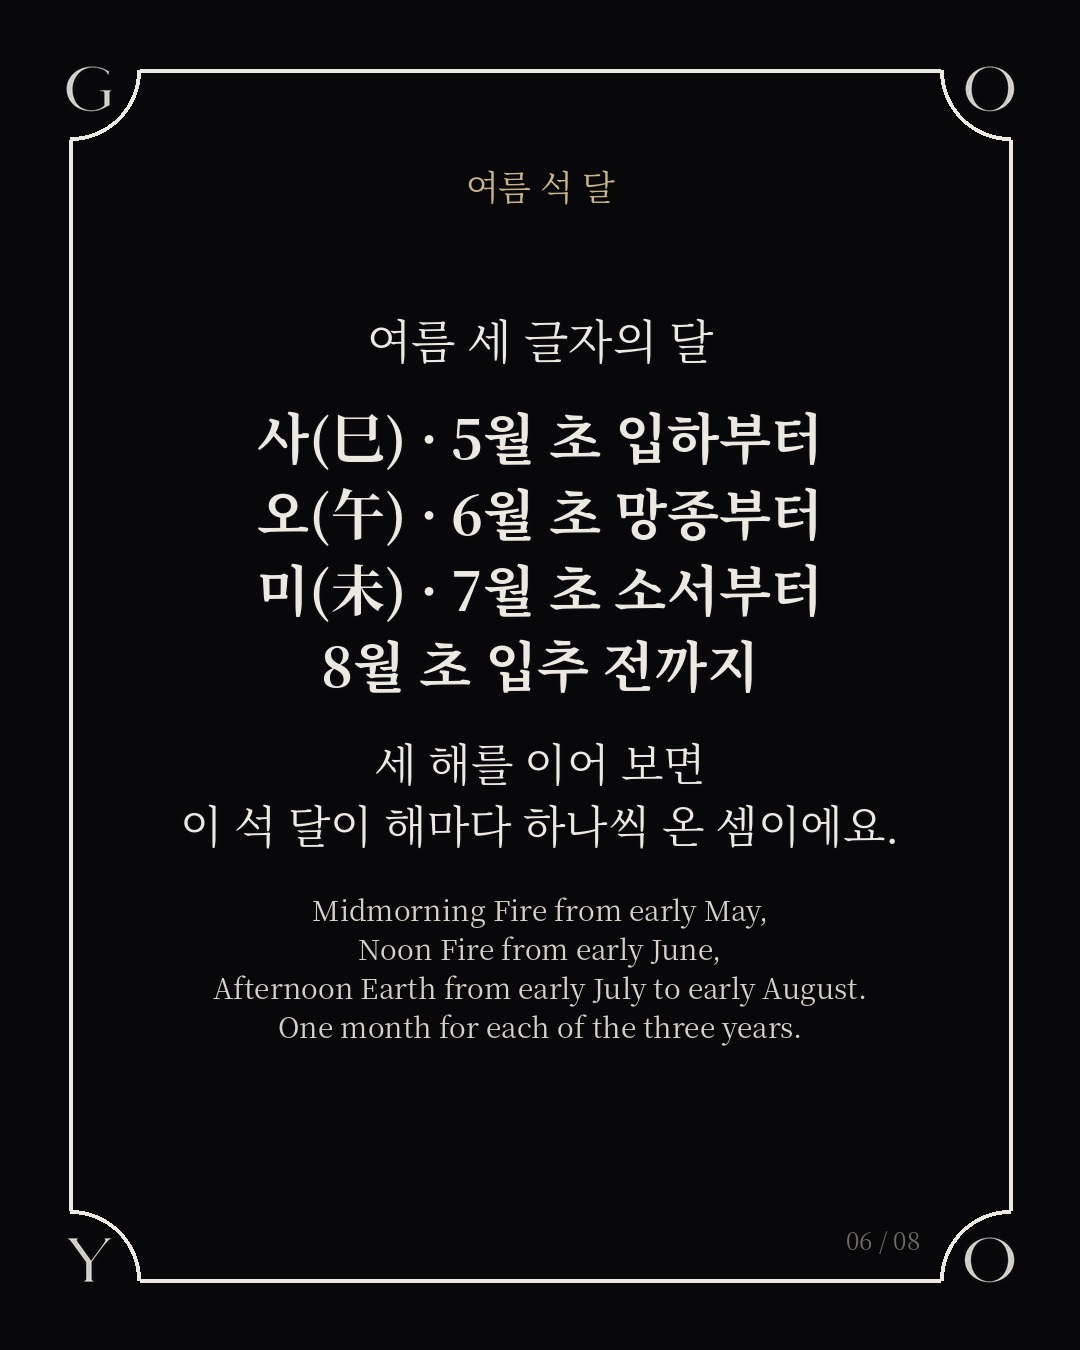 G O
여름 석 달
여름 세 글자의 달
사(巳) · 5월 초 입하부터
오(午) · 6월 초 망종부터
미(未) · 7월 초 소서부터
8월 초 입추 전까지
세 해를 이어 보면
이 석 달이 해마다 하나씩 온 셈이에요.
Midmorning Fire from early May,
Noon Fire from early June,
Afternoon Earth from early July to early August.
One month for each of the three years.
06 / 08
Y O